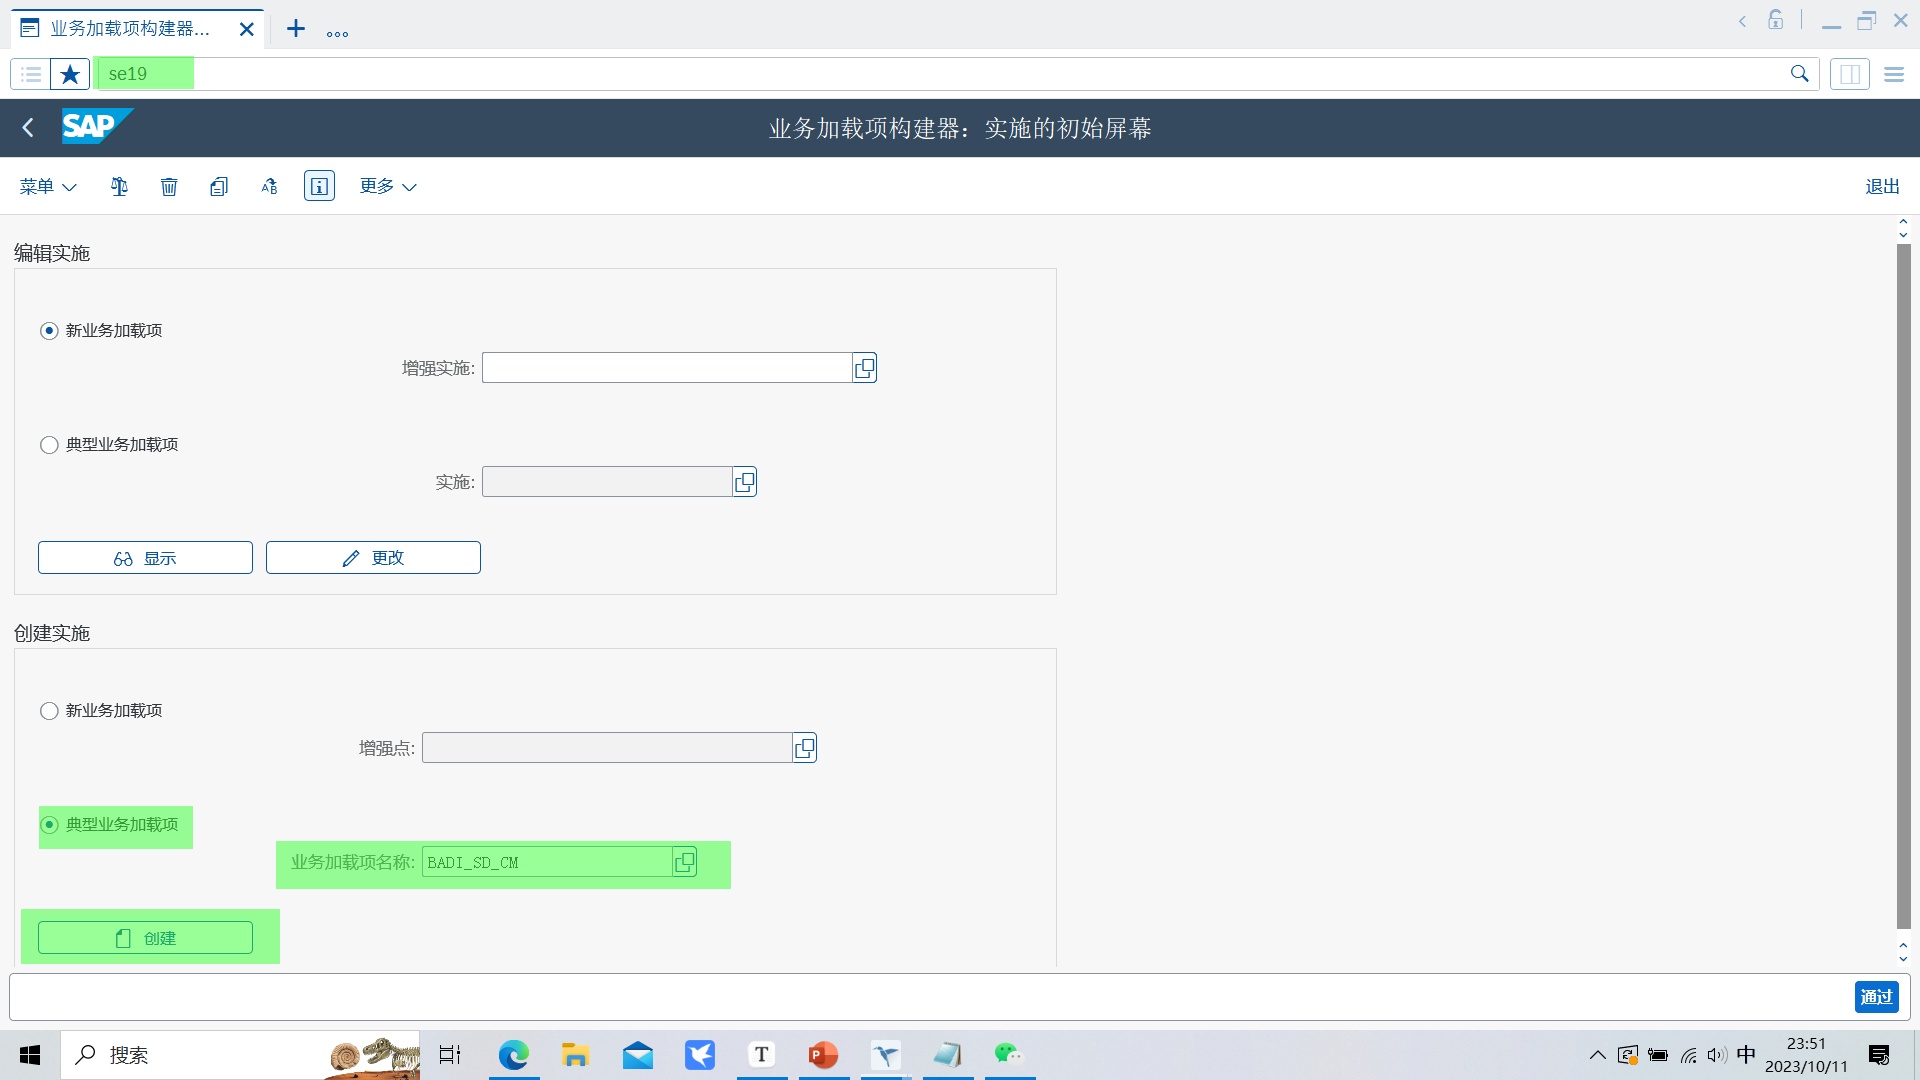 业务加载项构建器...
se19
SAP
业务加载项构建器：实施的初始屏幕
菜单
更多
退出
编辑实施
新业务加载项
增强实施:
典型业务加载项
实施:
显示
更改
创建实施
新业务加载项
增强点:
典型业务加载项
业务加载项名称: BADI_SD_CM
创建
通过
搜索
中
23:51
2023/10/11